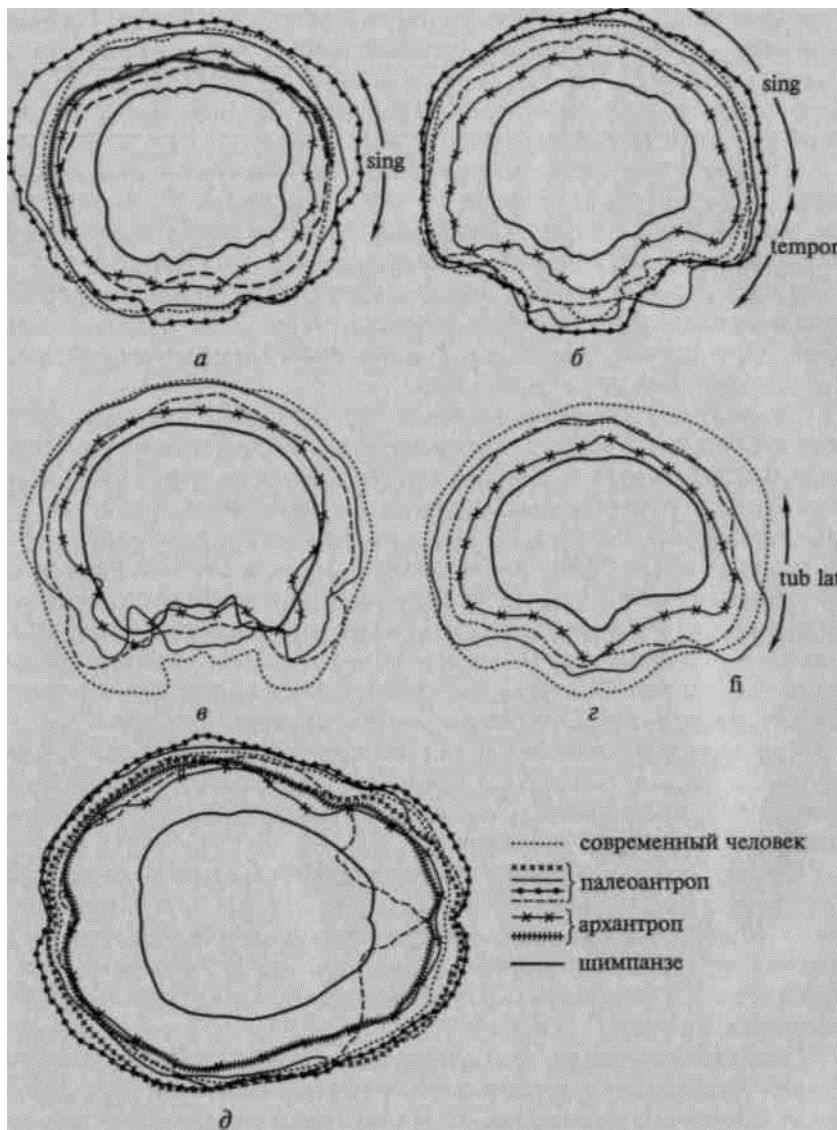 sing
sing
tempor
а
б
tub lat
fi
в
г
современный человек
палеоантроп
архантроп
шимпанзе
д